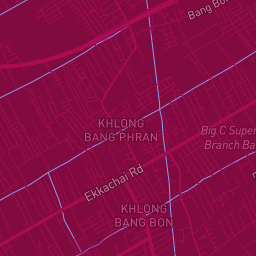 Bang Bon
KHLONG
BANG PHRAN
Big C Super
Branch Ba
Ekkachai Rd
KHLONG
BANG BON